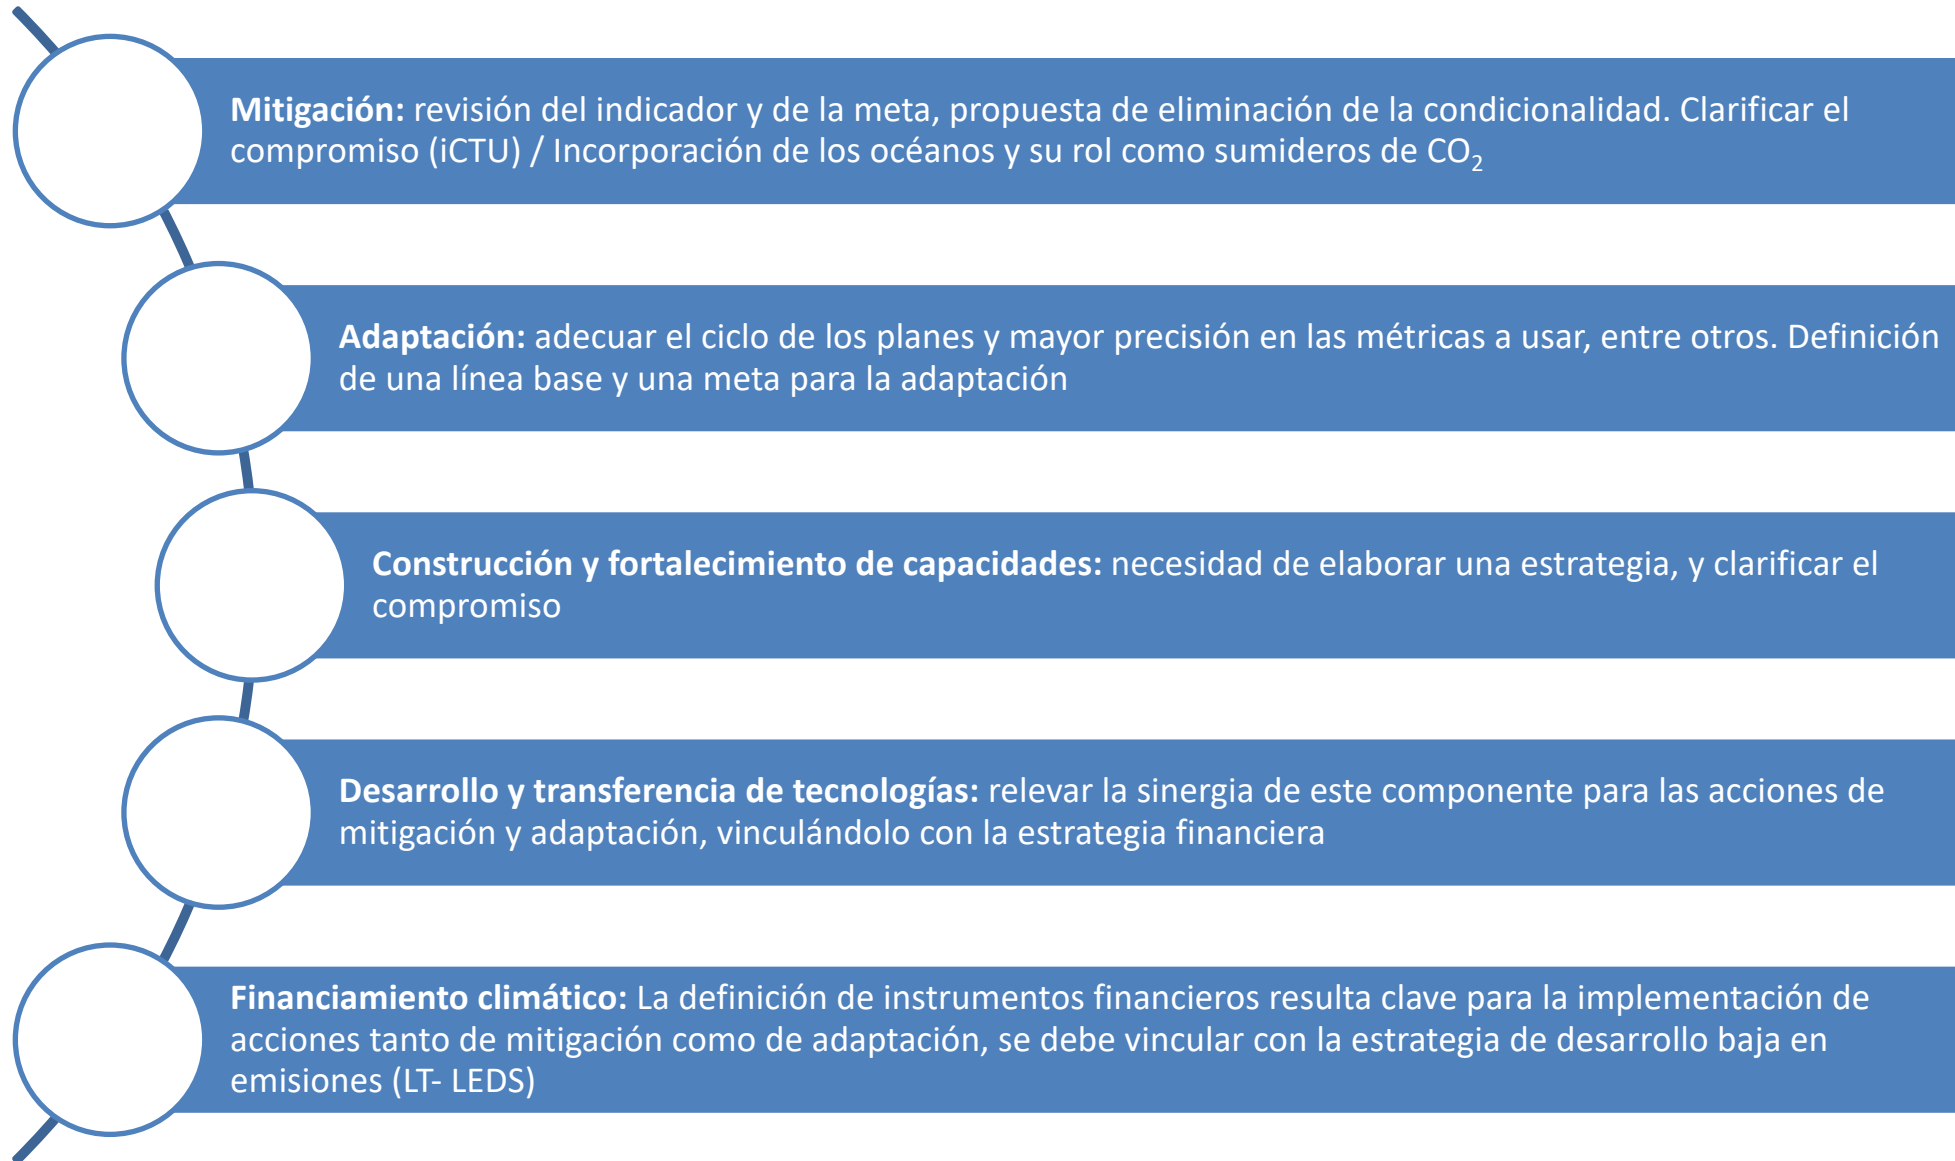 Mitigación: revisión del indicador y de la meta, propuesta de eliminación de la condicionalidad. Clarificar el
compromiso (iCTU) / Incorporación de los océanos y su rol como sumideros de CO₂
Adaptación: adecuar el ciclo de los planes y mayor precisión en las métricas a usar, entre otros. Definición
de una línea base y una meta para la adaptación
Construcción y fortalecimiento de capacidades: necesidad de elaborar una estrategia, y clarificar el
compromiso
Desarrollo y transferencia de tecnologías: relevar la sinergia de este componente para las acciones de
mitigación y adaptación, vinculándolo con la estrategia financiera
Financiamiento climático: La definición de instrumentos financieros resulta clave para la implementación de
acciones tanto de mitigación como de adaptación, se debe vincular con la estrategia de desarrollo baja en
emisiones (LT- LEDS)